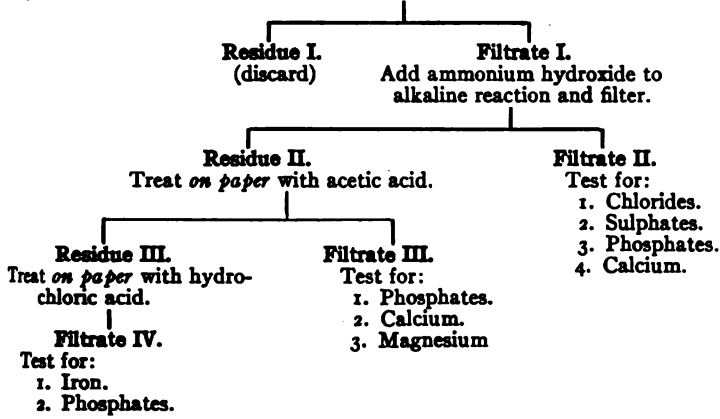 Residue I.
(discard)
Filtrate I.
Add ammonium hydroxide to
alkaline reaction and filter.
Residue II.
Treat on paper with acetic acid.
Filtrate II.
Test for:
1. Chlorides.
2. Sulphates.
3. Phosphates.
4. Calcium.
Residue III.
Treat on paper with hydro-
chloric acid.
Filtrate III.
Test for:
1. Phosphates.
2. Calcium.
3. Magnesium
Filtrate IV.
Test for:
1. Iron.
2. Phosphates.